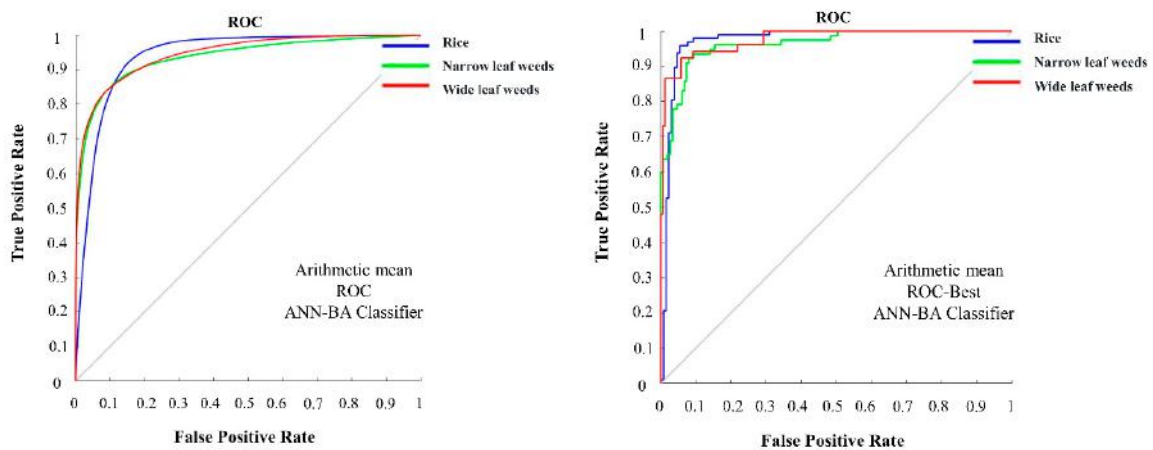 ROC
Rice
Narrow leaf weeds
Wide leaf weeds
True Positive Rate
1
0.9
0.8
0.7
0.6
0.5
0.4
0.3
0.2
0.1
0
Arithmetic mean
ROC
ANN-BA Classifier
0 0.1 0.2 0.3 0.4 0.5 0.6 0.7 0.8 0.9 1
False Positive Rate
ROC
Rice
Narrow leaf weeds
Wide leaf weeds
True Positive Rate
1
0.9
0.8
0.7
0.6
0.5
0.4
0.3
0.2
0.1
0
Arithmetic mean
ROC-Best
ANN-BA Classifier
0 0.1 0.2 0.3 0.4 0.5 0.6 0.7 0.8 0.9 1
False Positive Rate